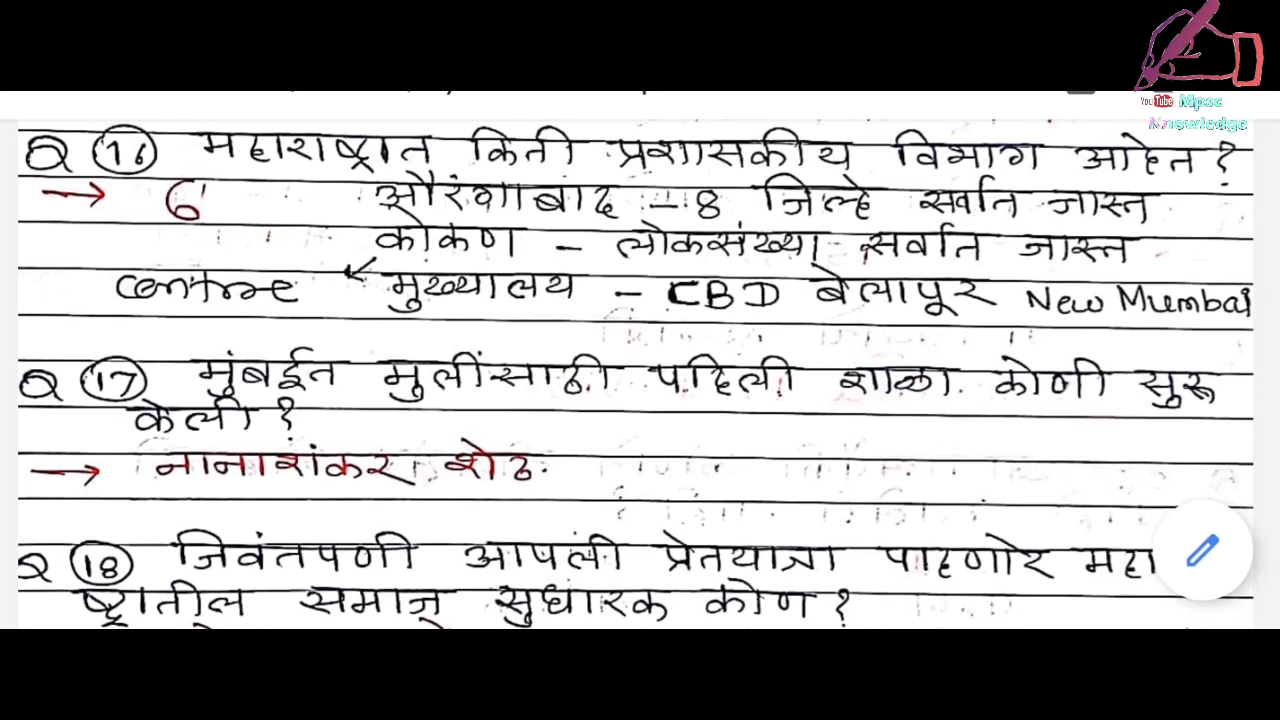 YouTube Mpsc
Knowledge
Q 16 महाराष्ट्रात किती प्रशासकीय विभाग आहेत?
→ 6 औरंगाबाद - 8 जिल्हे सर्वात जास्त
कोकण - लोकसंख्या सर्वात जास्त
centre ↙ मुख्यालय - CBD बेलापूर New Mumbai
Q 17 मुंबईत मुलींसाठी पहिली शाळा कोणी सुरू
केली?
→ नानाशंकर शेठ
Q 18 जिवंतपणी आपली प्रेतयात्रा पाहणारे महा
ष्ट्रातील समाज सुधारक कोण?